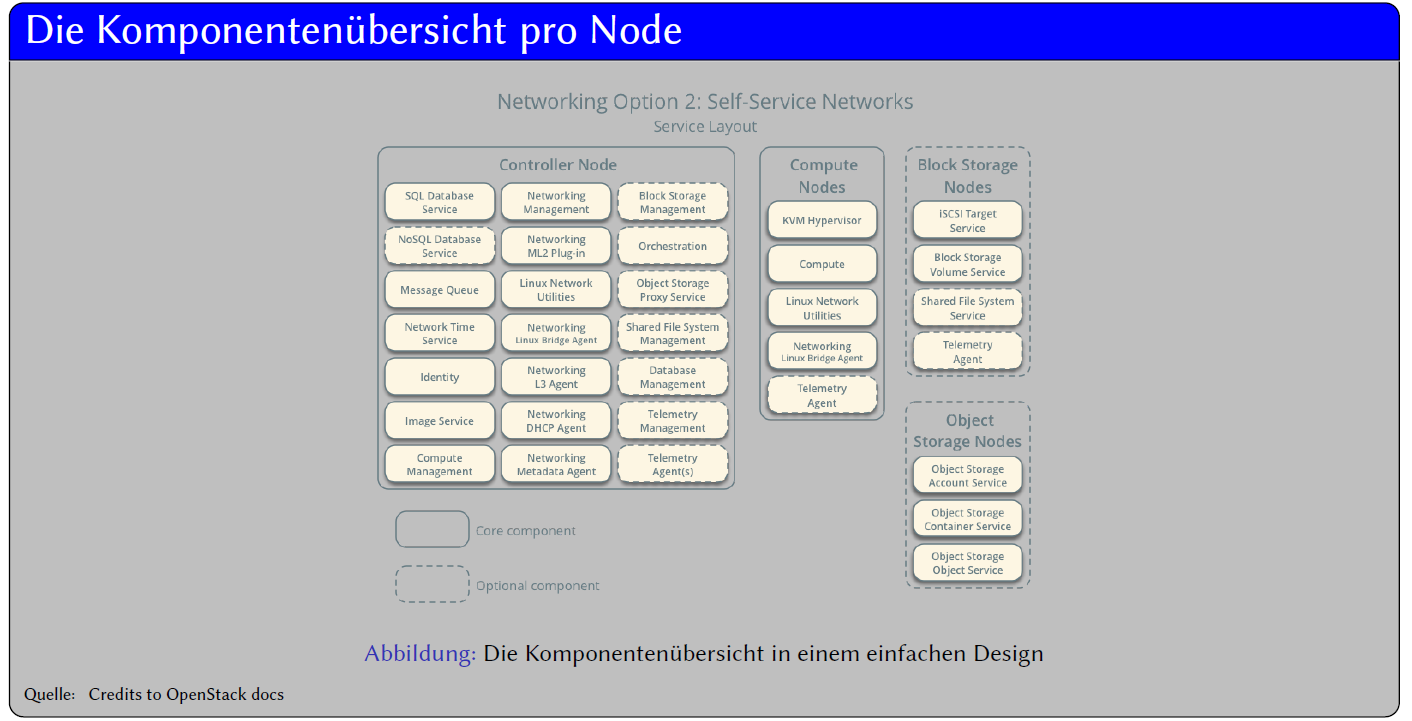 Die Komponentenübersicht pro Node
Networking Option 2: Self-Service Networks
Service Layout
Controller Node
SQL Database
Service
Networking
Management
Block Storage
Management
NoSQL Database
Service
Networking
ML2 Plug-in
Orchestration
Message Queue
Linux Network
Utilities
Object Storage
Proxy Service
Network Time
Service
Networking
Linux Bridge Agent
Shared File System
Management
Identity
Networking
L3 Agent
Database
Management
Image Service
Networking
DHCP Agent
Telemetry
Management
Compute
Management
Networking
Metadata Agent
Telemetry
Agent(s)
Compute
Nodes
KVM Hypervisor
Compute
Linux Network
Utilities
Networking
Linux Bridge Agent
Telemetry
Agent
Block Storage
Nodes
iSCSI Target
Service
Block Storage
Volume Service
Shared File System
Service
Telemetry
Agent
Object
Storage Nodes
Object Storage
Account Service
Object Storage
Container Service
Object Storage
Object Service
Core component
Optional component
Abbildung: Die Komponentenübersicht in einem einfachen Design
Quelle: Credits to OpenStack docs